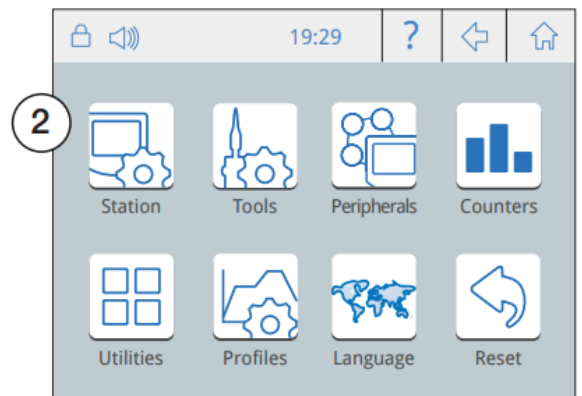 19:29 ?
2
Station Tools Peripherals Counters
Utilities Profiles Language Reset